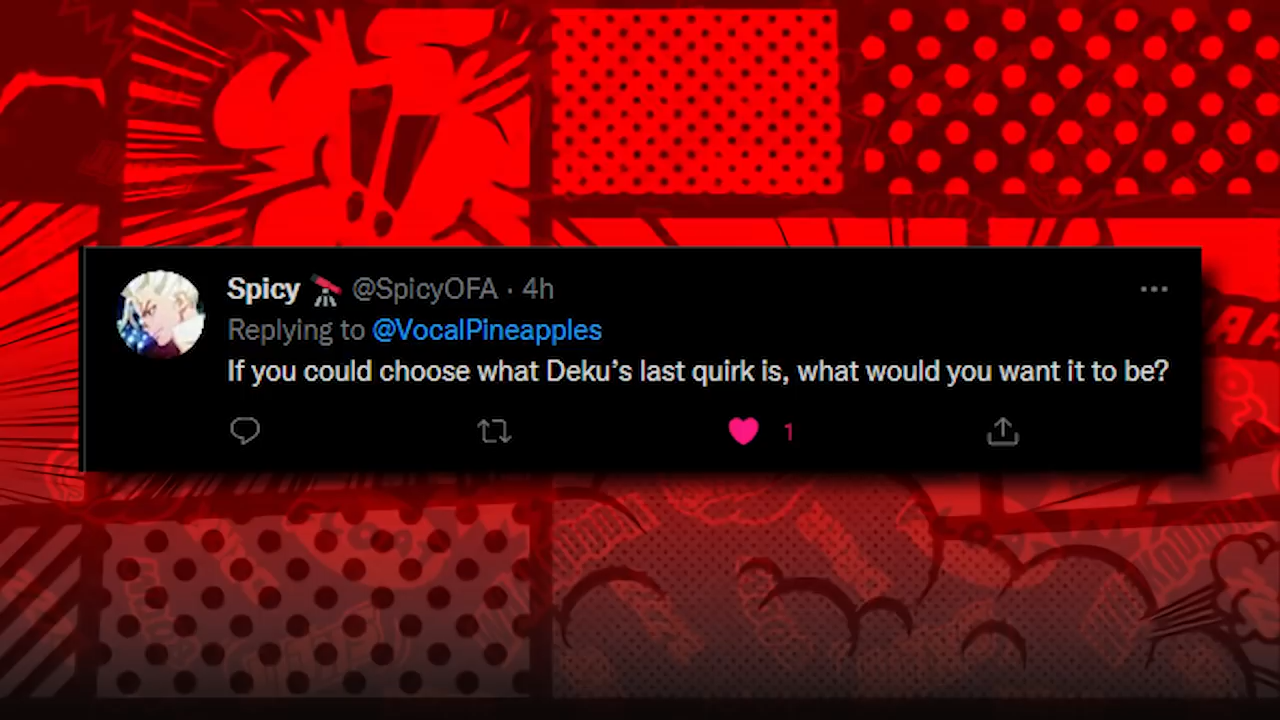 Spicy @SpicyOFA · 4h
Replying to @VocalPineapples
If you could choose what Deku’s last quirk is, what would you want it to be?
1